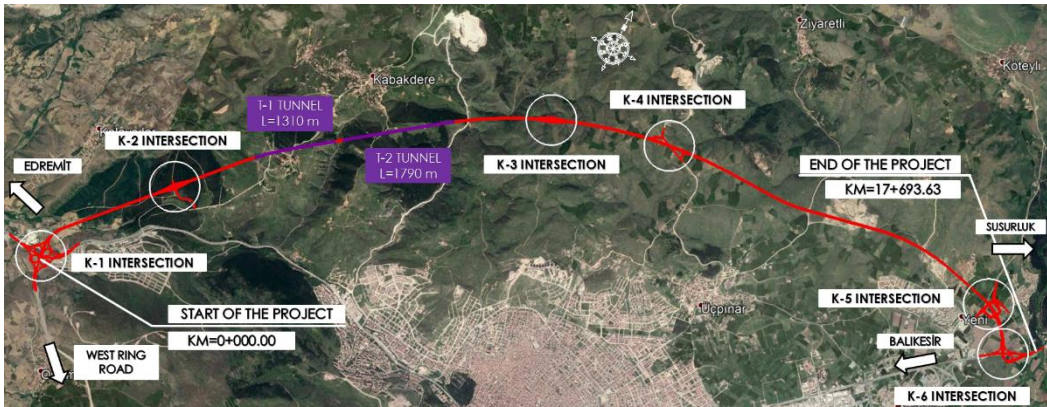 Ziyaretli
Köteyli
Kabakdere
K-4 INTERSECTION
T-1 TUNNEL
L=1310 m
K-2 INTERSECTION
EDREMİT
T-2 TUNNEL
L=1790 m
K-3 INTERSECTION
END OF THE PROJECT
KM=17+693.63
SUSURLUK
K-1 INTERSECTION
START OF THE PROJECT
KM=0+000.00
K-5 INTERSECTION
Üçpınar
Yeni
BALIKESİR
WEST RING
ROAD
K-6 INTERSECTION